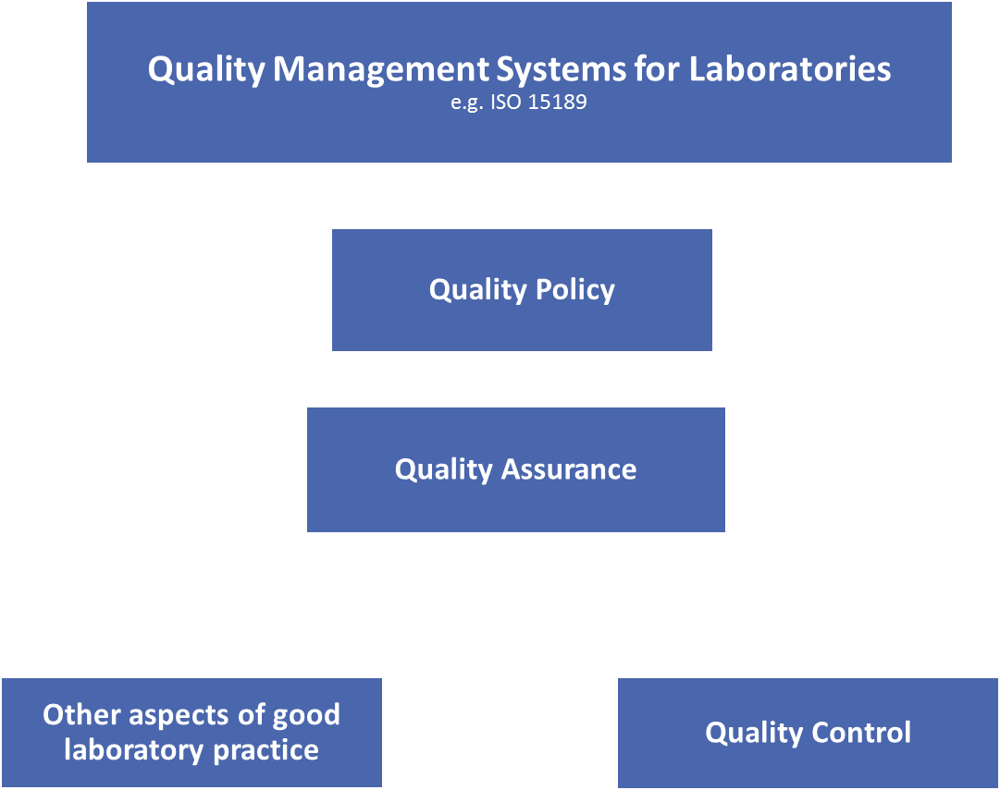 Quality Management Systems for Laboratories
e.g. ISO 15189
Quality Policy
Quality Assurance
Other aspects of good
laboratory practice
Quality Control